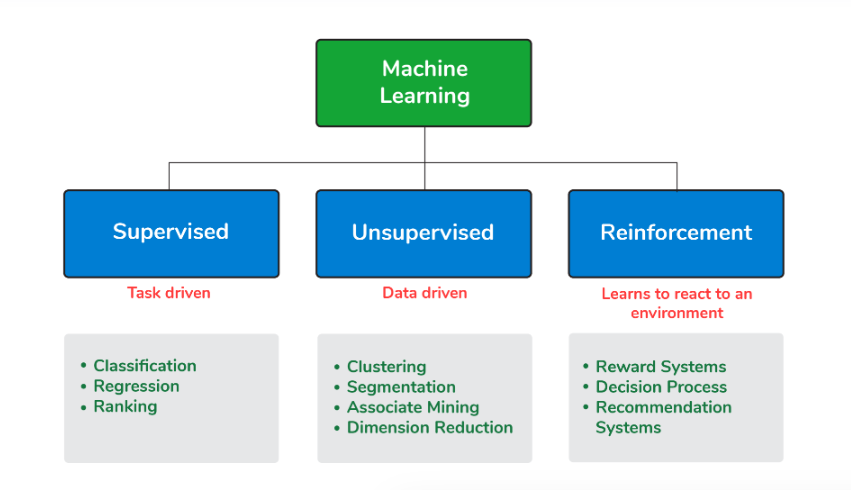 Machine
Learning
Supervised
Unsupervised
Reinforcement
Task driven
Data driven
Learns to react to an
environment
• Classification
• Regression
• Ranking
• Clustering
• Segmentation
• Associate Mining
• Dimension Reduction
• Reward Systems
• Decision Process
• Recommendation
Systems